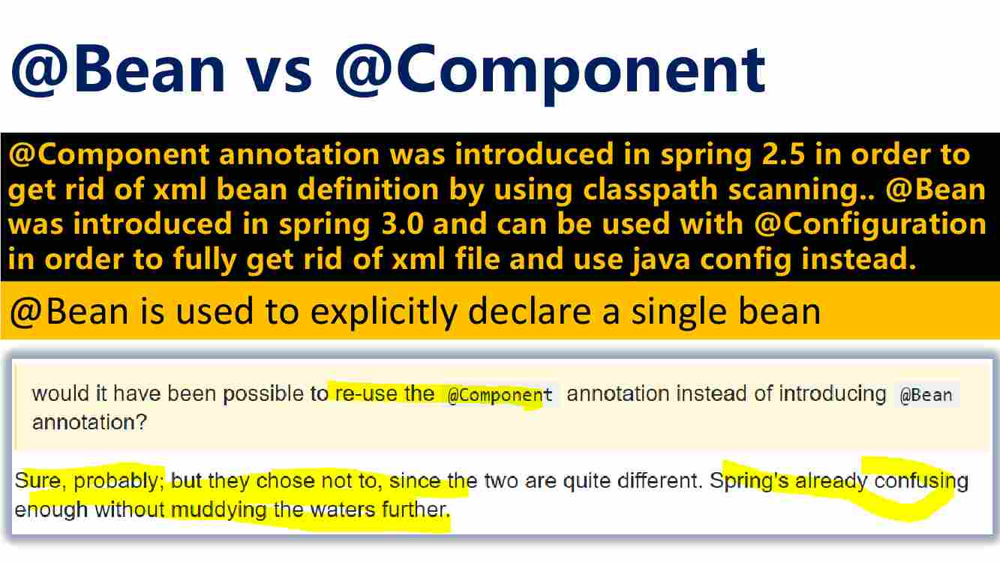 @Bean vs @Component
@Component annotation was introduced in spring 2.5 in order to
get rid of xml bean definition by using classpath scanning.. @Bean
was introduced in spring 3.0 and can be used with @Configuration
in order to fully get rid of xml file and use java config instead.
@Bean is used to explicitly declare a single bean
would it have been possible to re-use the @Component annotation instead of introducing @Bean
annotation?
Sure, probably; but they chose not to, since the two are quite different. Spring's already confusing
enough without muddying the waters further.